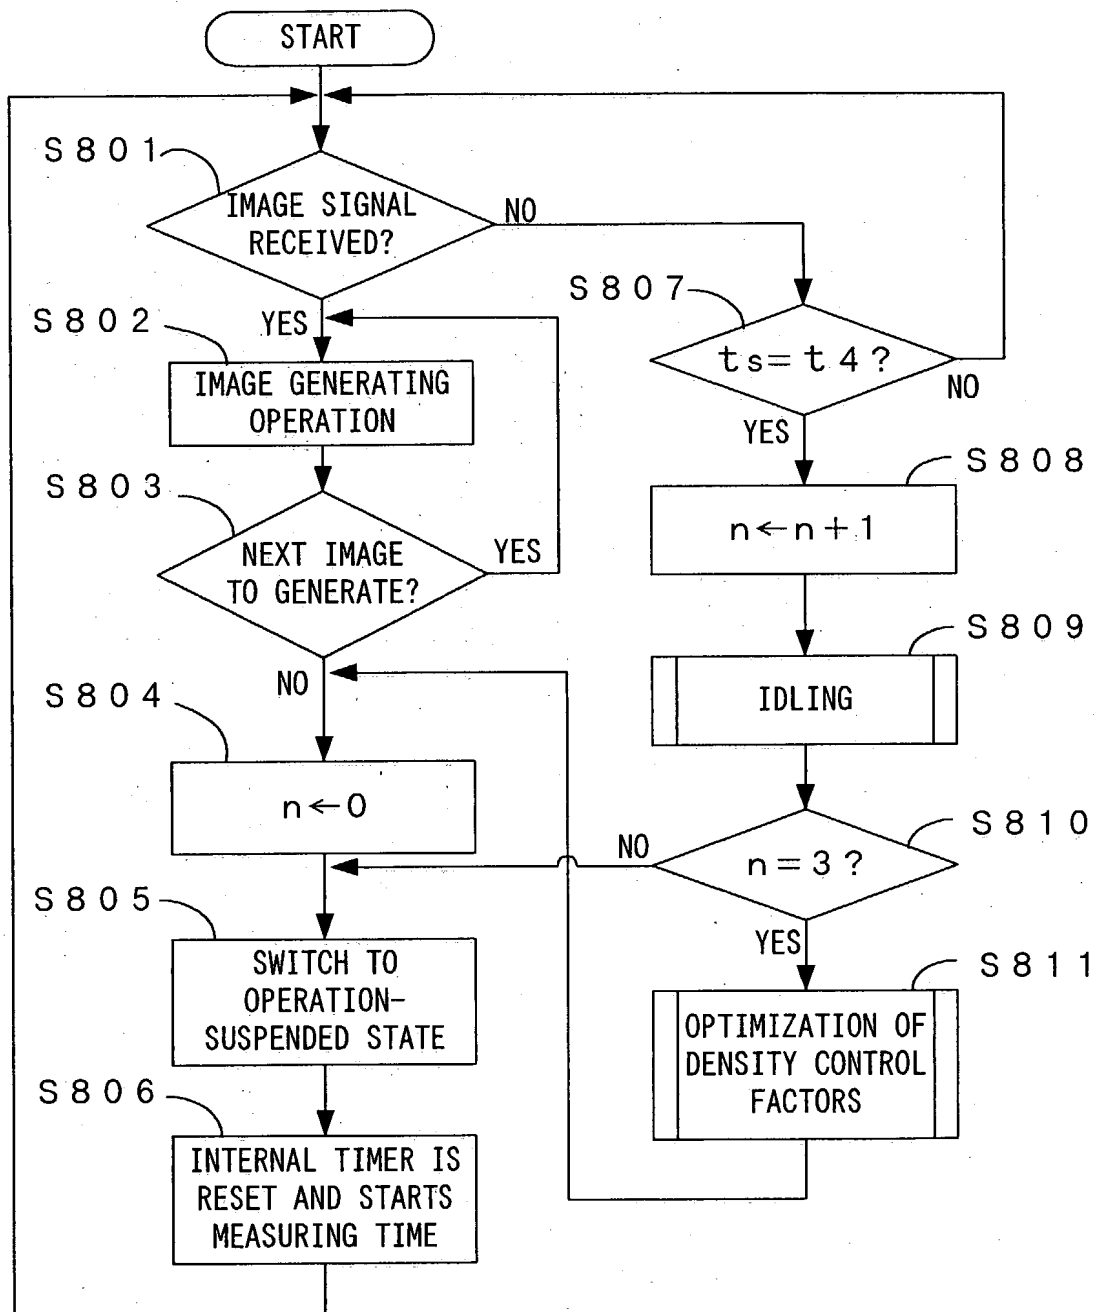 START
S801
IMAGE SIGNAL
RECEIVED?
NO
YES
S802
IMAGE GENERATING
OPERATION
S803
NEXT IMAGE
TO GENERATE?
YES
NO
S804
n←0
S805
SWITCH TO
OPERATION-
SUSPENDED STATE
S806
INTERNAL TIMER IS
RESET AND STARTS
MEASURING TIME
S807
ts=t4?
NO
YES
S808
n←n+1
S809
IDLING
S810
n=3?
NO
YES
S811
OPTIMIZATION OF
DENSITY CONTROL
FACTORS